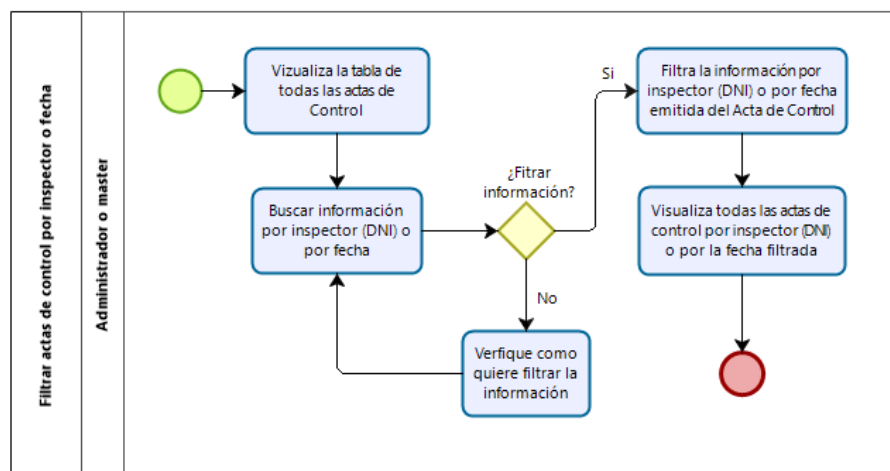 Filtrar actas de control por inspector o fecha
Administrador o master
Vizualiza la tabla de
todas las actas de
Control
Buscar información
por inspector (DNI) o
por fecha
¿Fitrar
información?
Si
No
Verfique como
quiere filtrar la
información
Filtra la información por
inspector (DNI) o por fecha
emitida del Acta de Control
Visualiza todas las actas de
control por inspector (DNI)
o por la fecha filtrada